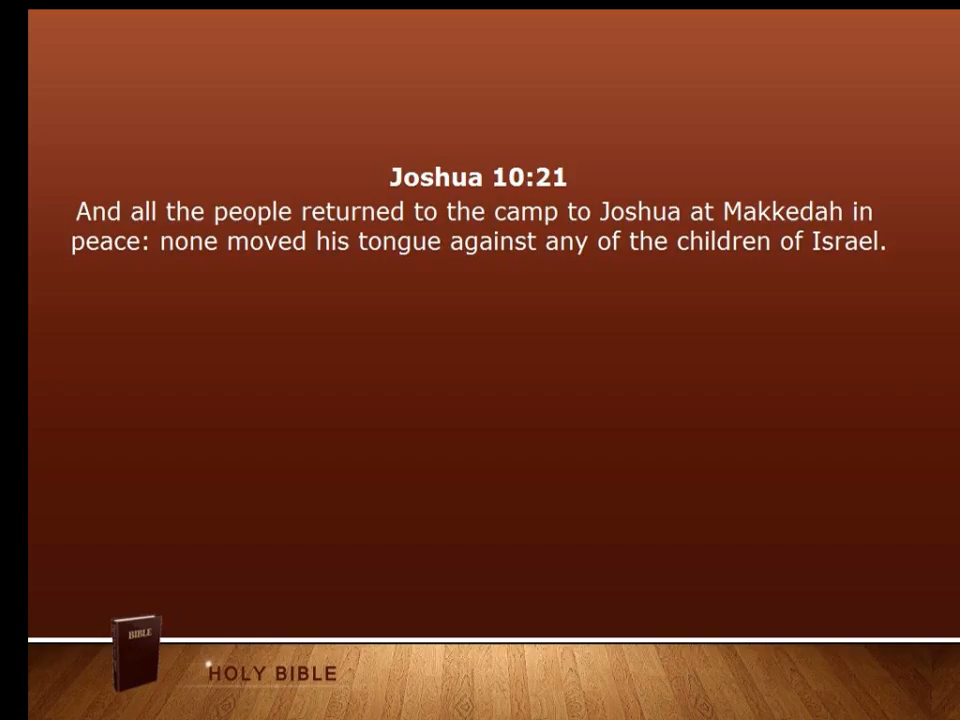 Joshua 10:21
And all the people returned to the camp to Joshua at Makkedah in
peace: none moved his tongue against any of the children of Israel.
BIBLE
HOLY BIBLE